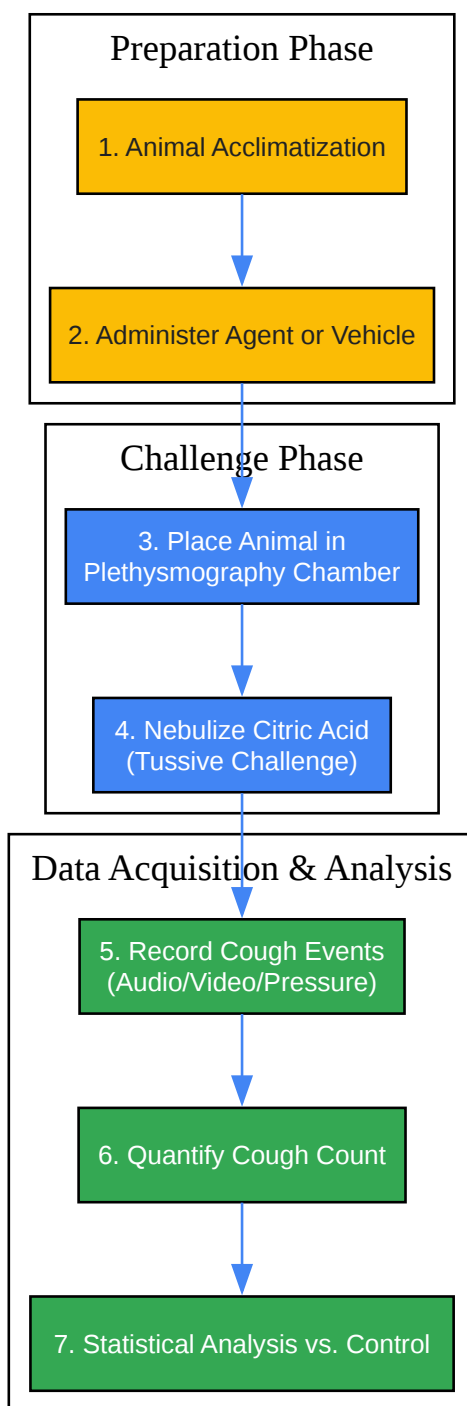 Preparation Phase
1. Animal Acclimatization
2. Administer Agent or Vehicle
Challenge Phase
3. Place Animal in
Plethysmography Chamber
4. Nebulize Citric Acid
(Tussive Challenge)
Data Acquisition & Analysis
5. Record Cough Events
(Audio/Video/Pressure)
6. Quantify Cough Count
7. Statistical Analysis vs. Control